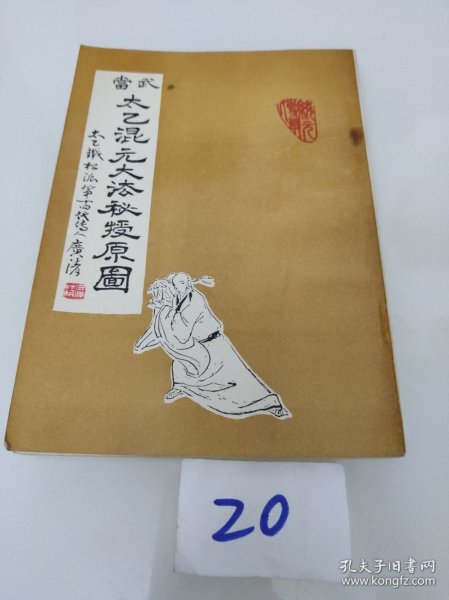 當武
太乙混元大法秘授原圖
太乙鐵松派第十四代傳人廣清
20
孔夫子旧书网
www.kongfz.com